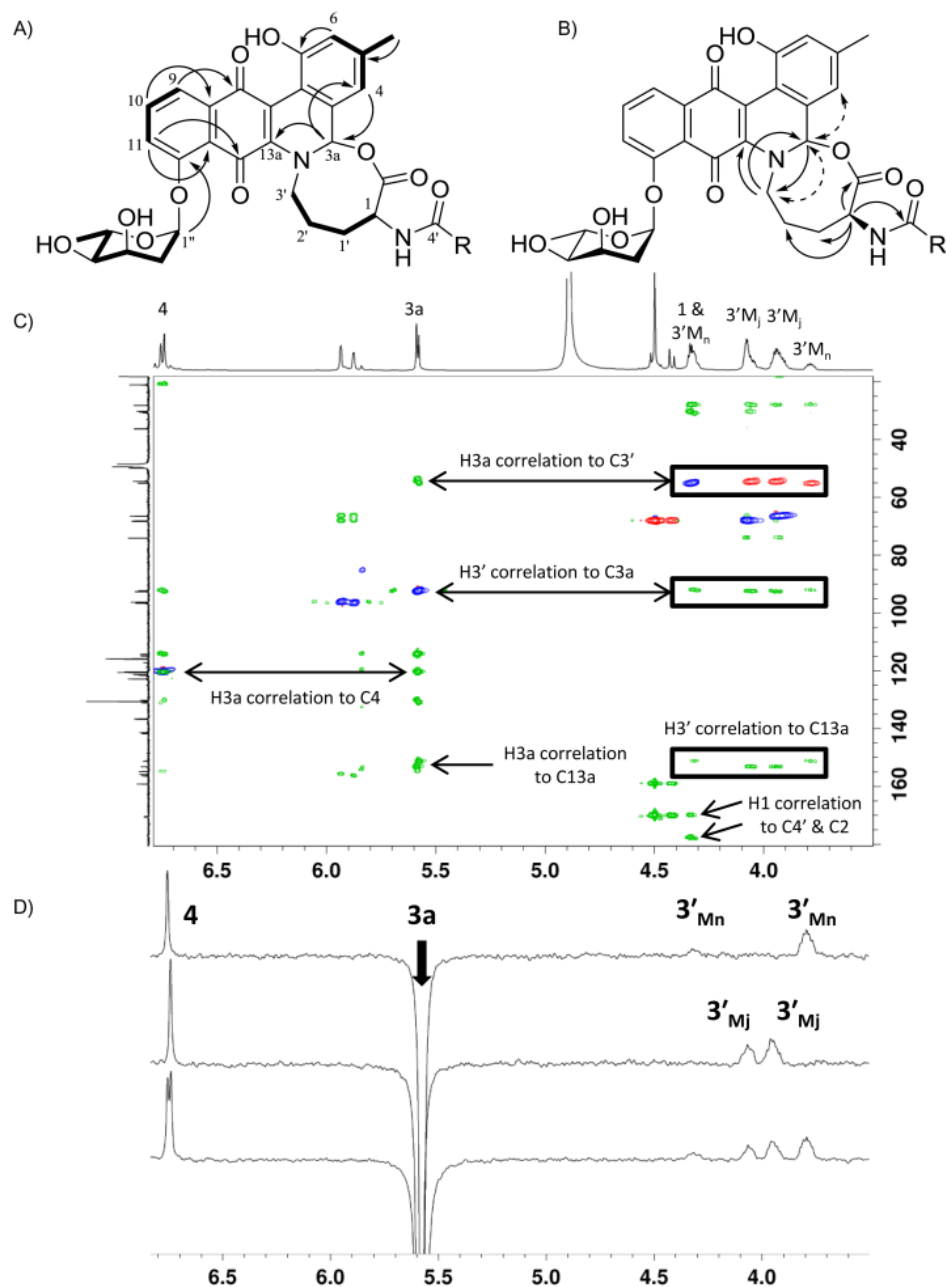 A)
HO
6
O
9
10
4
11
13a
N
3a
O
O
O
3'
O
1
O
HO
OH
O
1''
2'
1'
N
H
4'
R
B)
HO
O
N
O
O
O
O
O
HO
OH
O
N
H
R
C)
4
3a
1 &
3'Mn
3'Mj
3'Mj
3'Mn
H3a correlation to C3'
H3' correlation to C3a
H3a correlation to C4
H3' correlation to C13a
H3a correlation
to C13a
H1 correlation
to C4' & C2
40
60
80
100
120
140
160
6.5 6.0 5.5 5.0 4.5 4.0
D)
4
3a
3'Mn
3'Mn
3'Mj
3'Mj
6.5 6.0 5.5 5.0 4.5 4.0